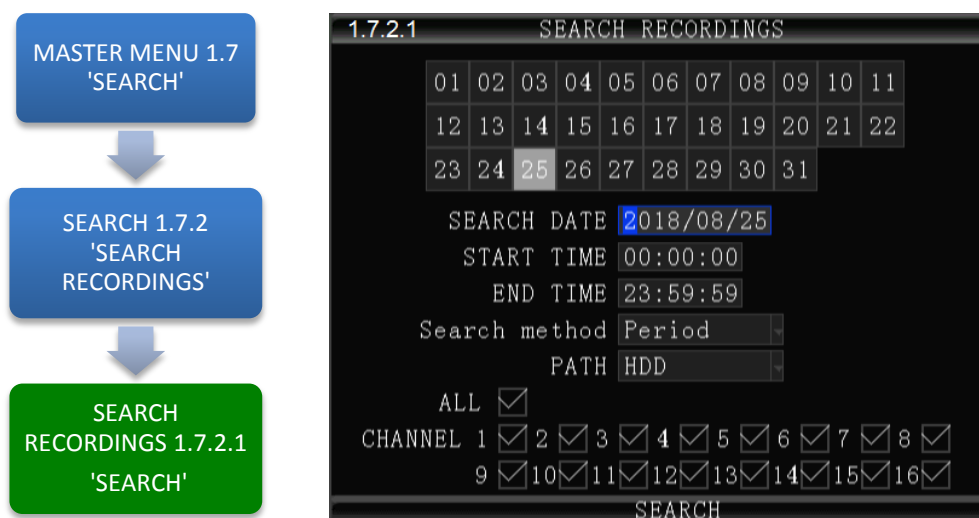 MASTER MENU 1.7
'SEARCH'
SEARCH 1.7.2
'SEARCH
RECORDINGS'
SEARCH
RECORDINGS 1.7.2.1
'SEARCH'
1.7.2.1 SEARCH RECORDINGS
01 02 03 04 05 06 07 08 09 10 11
12 13 14 15 16 17 18 19 20 21 22
23 24 25 26 27 28 29 30 31
SEARCH DATE 2018/08/25
START TIME 00:00:00
END TIME 23:59:59
Search method Period
PATH HDD
ALL
CHANNEL 1 2 3 4 5 6 7 8
9 10 11 12 13 14 15 16
SEARCH